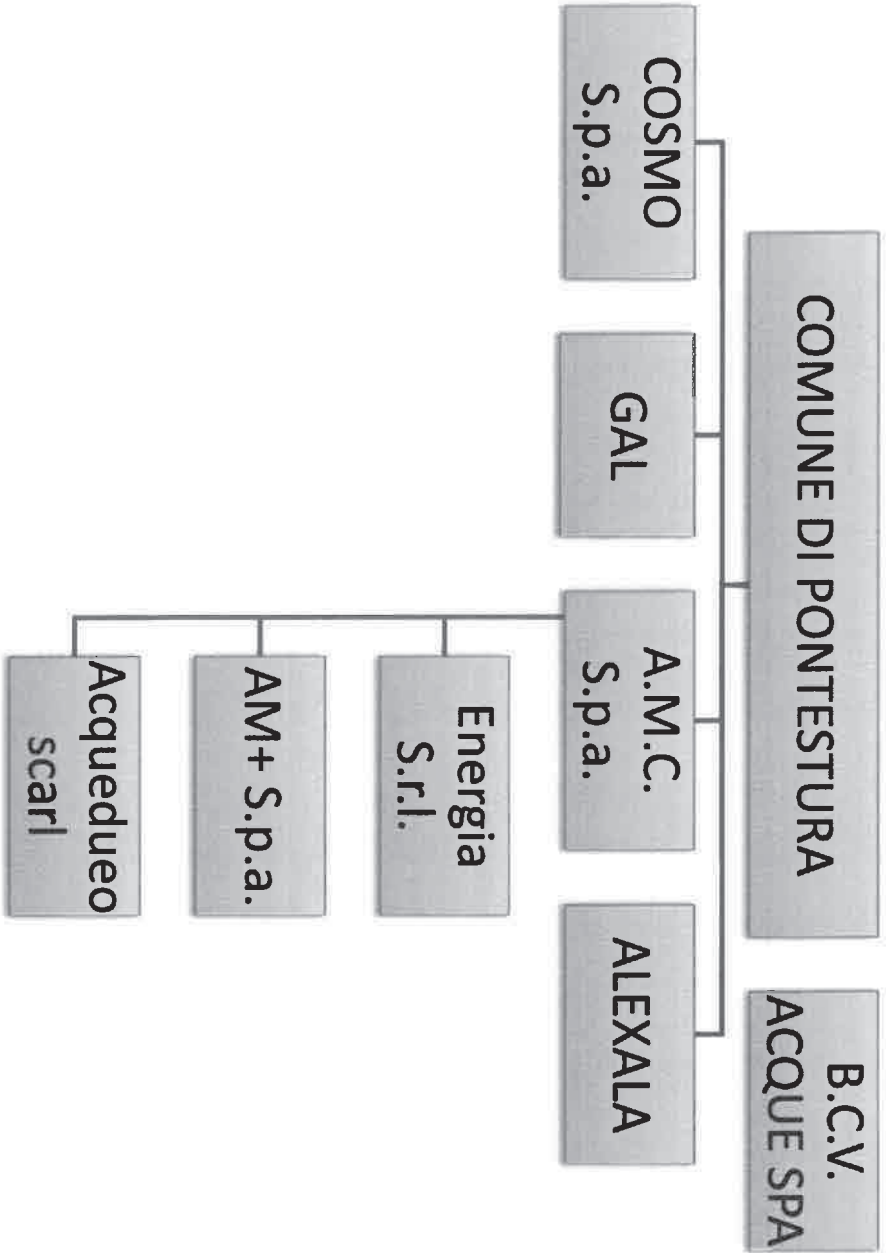 COMUNE DI PONTESTURA
B.C.V.
ACQUE SPA
COSMO
S.p.a.
GAL
A.M.C.
S.p.a.
ALEXALA
Energia
S.r.l.
AM+ S.p.a.
Acquedueo
scarl